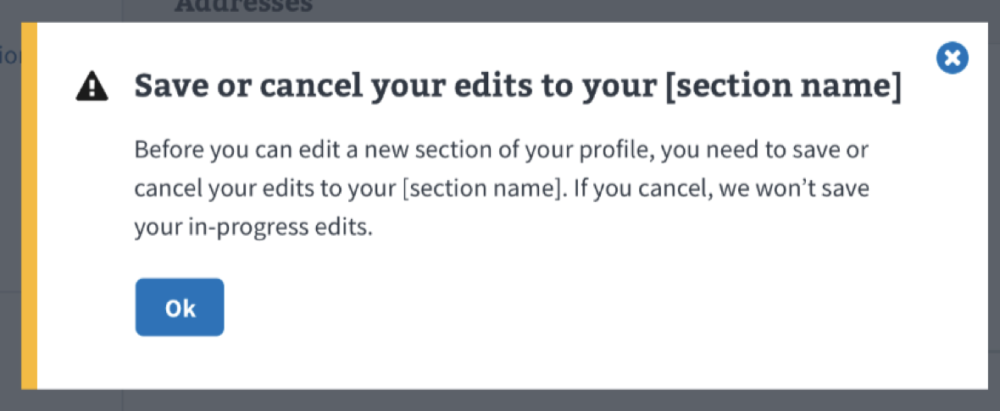 Addresses
Save or cancel your edits to your [section name]
Before you can edit a new section of your profile, you need to save or
cancel your edits to your [section name]. If you cancel, we won’t save
your in-progress edits.
Ok